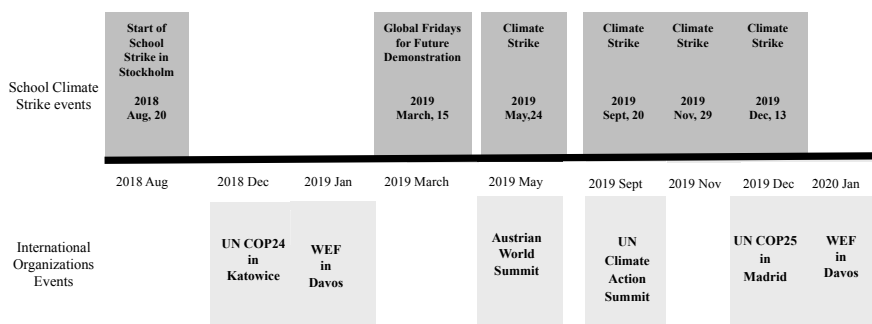 Start of
School
Strike in
Stockholm
2018
Aug, 20
Global Fridays
for Future
Demonstration
2019
March, 15
Climate
Strike
2019
May,24
Climate
Strike
2019
Sept, 20
Climate
Strike
2019
Nov, 29
Climate
Strike
2019
Dec, 13
School Climate
Strike events
2018 Aug
2018 Dec
2019 Jan
2019 March
2019 May
2019 Sept
2019 Nov
2019 Dec
2020 Jan
International
Organizations
Events
UN COP24
in
Katowice
WEF
in
Davos
Austrian
World
Summit
UN
Climate
Action
Summit
UN COP25
in
Madrid
WEF
in
Davos